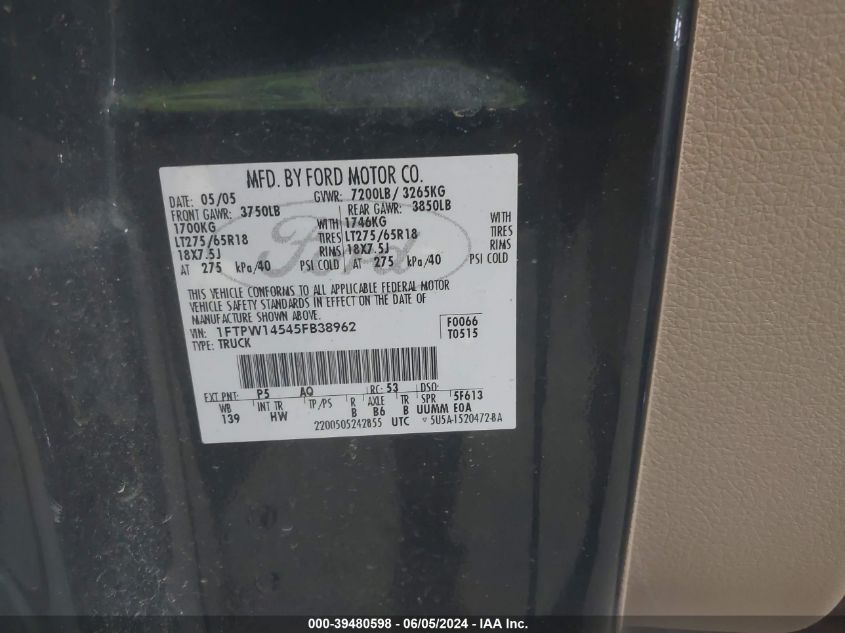 MFD. BY FORD MOTOR CO.
DATE: 05/05 GVWR: 7200LB/ 3265KG
FRONT GAWR: 3750LB REAR GAWR: 3850LB
1700KG WITH 1746KG WITH
LT275/65R18 TIRES LT275/65R18 TIRES
18X7.5J RIMS 18X7.5J RIMS
AT 275 kPa/40 PSI COLD AT 275 kPa/40 PSI COLD
Ford
THIS VEHICLE CONFORMS TO ALL APPLICABLE FEDERAL MOTOR
VEHICLE SAFETY STANDARDS IN EFFECT ON THE DATE OF
MANUFACTURE SHOWN ABOVE.
VIN: 1FTPW14545FB38962 F0066
TYPE: TRUCK T0515
EXT PNT: P5 AQ RC: 53 DSO:
WB INT TR TP/PS R AXLE TR SPR 5F613
139 HW B B6 B UUMM E0A
2200505242855 UTC 5U5A-1520472-BA
000-39480598 - 06/05/2024 - IAA Inc.